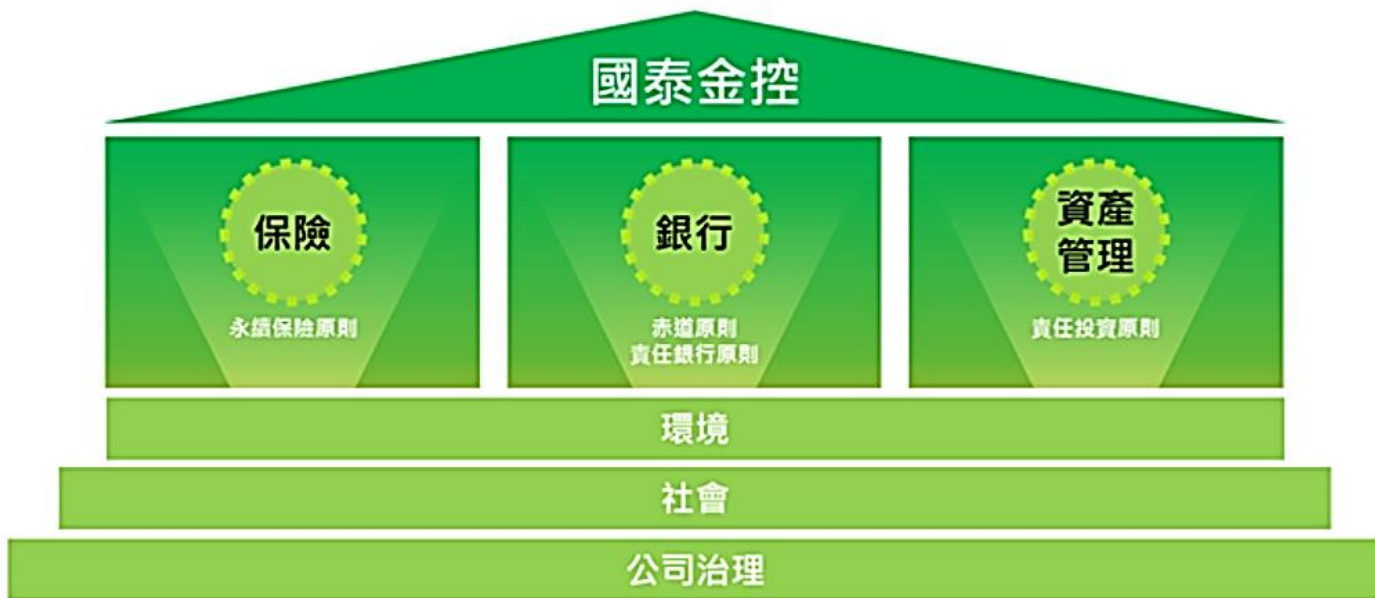 國泰金控
保險
永續保險原則
銀行
赤道原則
責任銀行原則
資產
管理
責任投資原則
環境
社會
公司治理